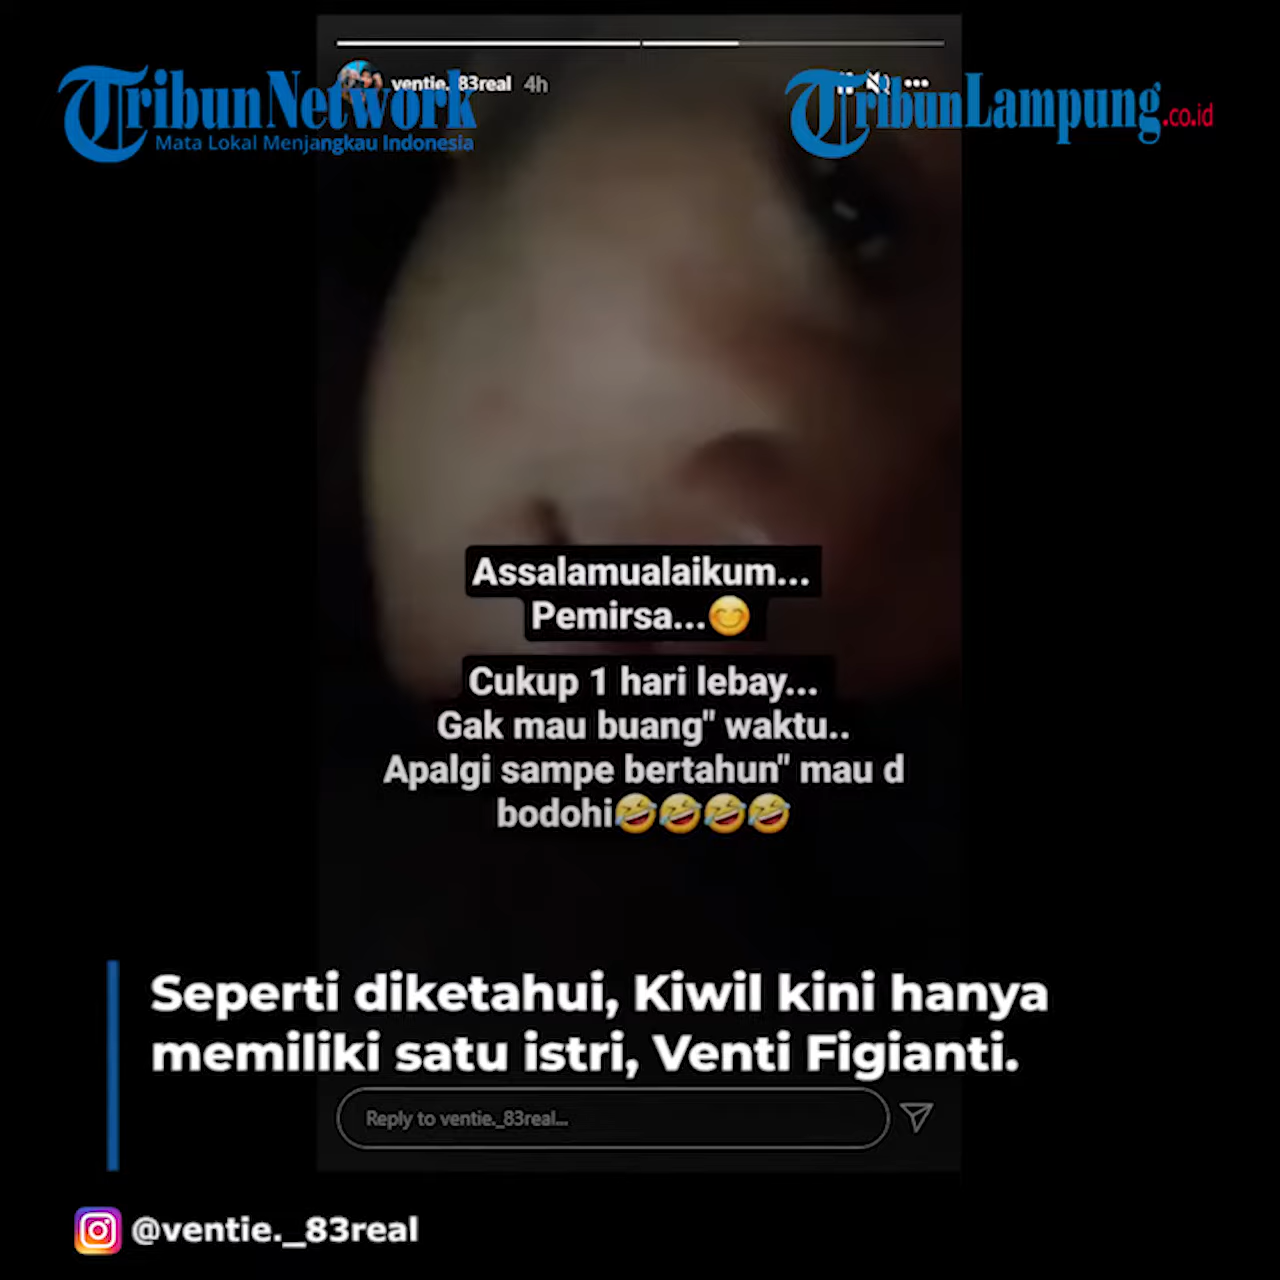 ventie._83real 4h
TribunNetwork
Mata Lokal Menjangkau Indonesia
TribunLampung.co.id
Assalamualaikum...
Pemirsa...😊
Cukup 1 hari lebay...
Gak mau buang" waktu..
Apalgi sampe bertahun" mau d
bodohi🤣🤣🤣🤣
Seperti diketahui, Kiwil kini hanya
memiliki satu istri, Venti Figianti.
Reply to ventie._83real...
@ventie._83real